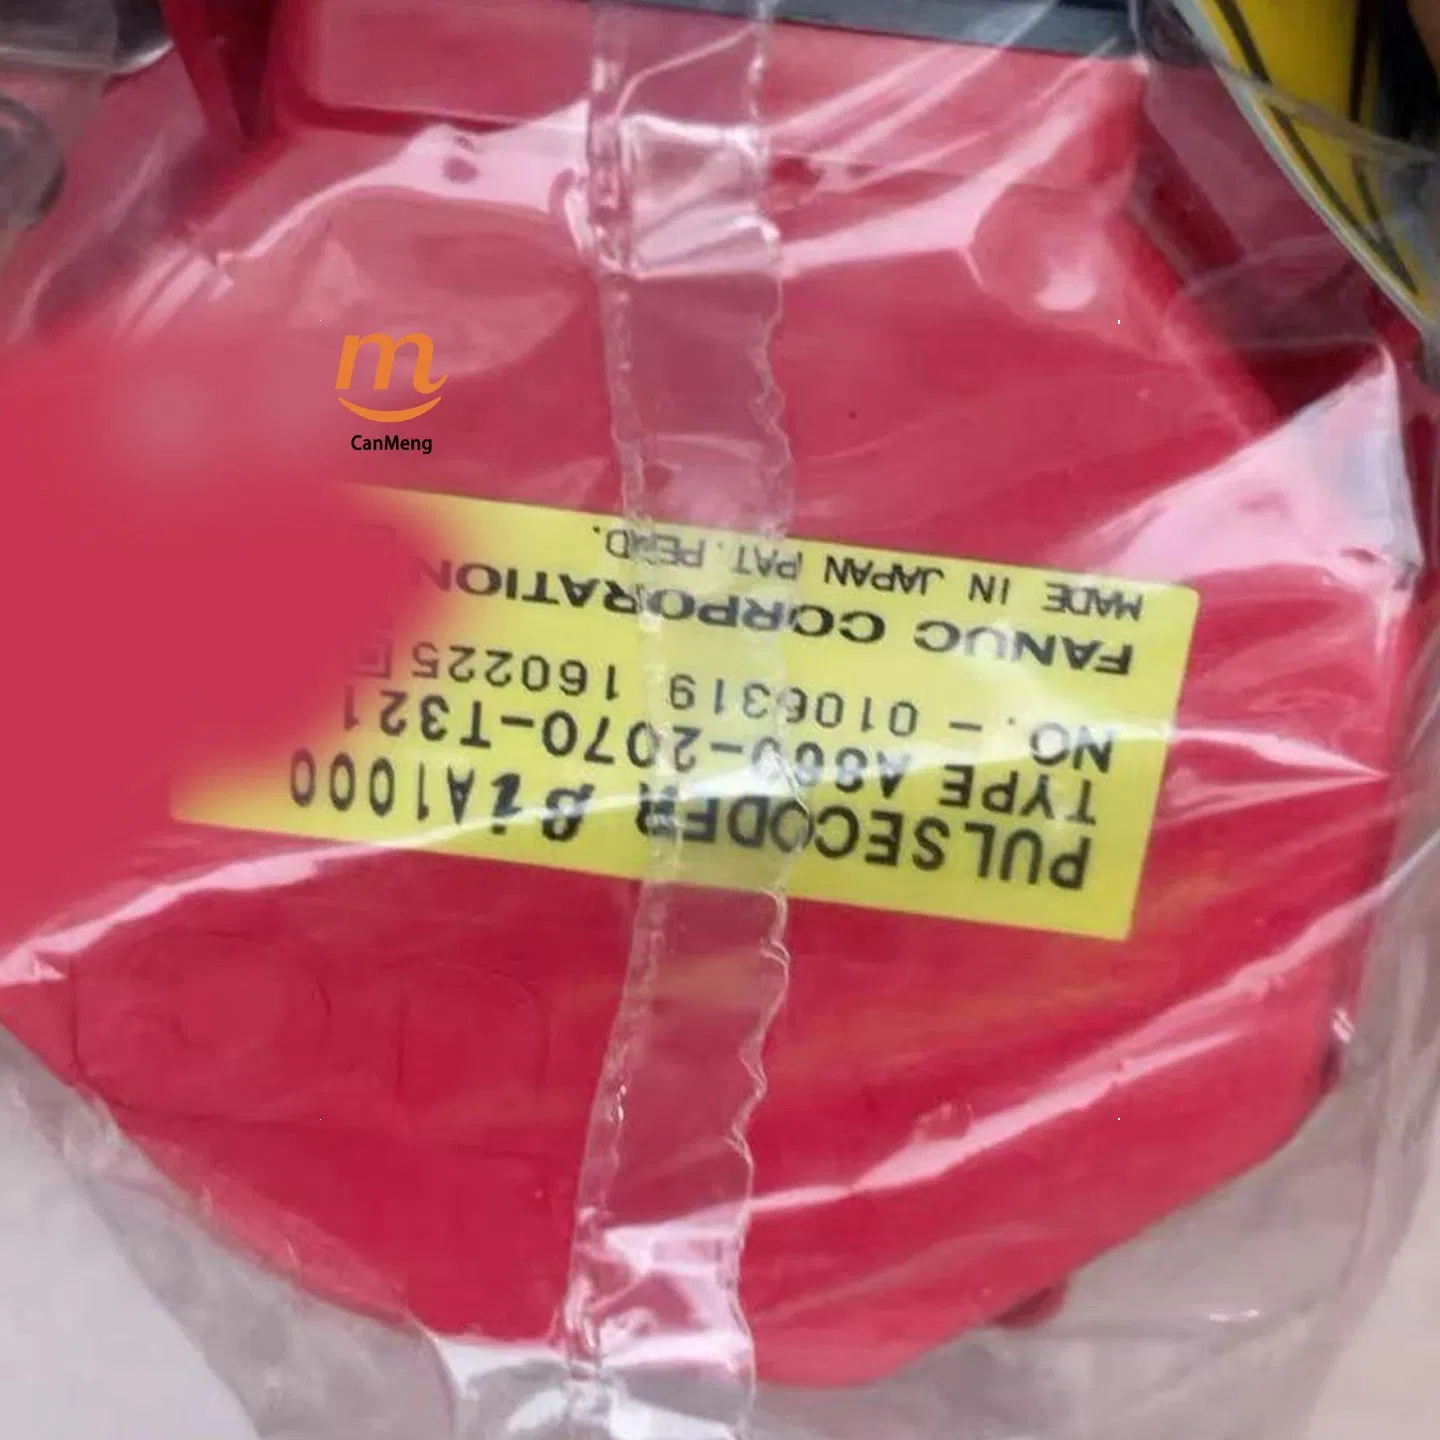 m
CanMeng
PULSECODER βiA1000
TYPE A860-2070-T321
NO. - 0106319 160225
FANUC CORPORATION
MADE IN JAPAN PAT.PEND.